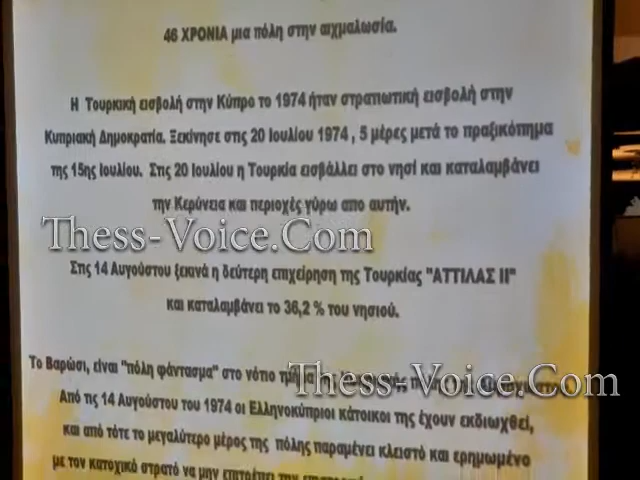 46 ΧΡΟΝΙΑ μια πόλη στην αιχμαλωσία.
Η Τουρκική εισβολή στην Κύπρο το 1974 ήταν στρατιωτική εισβολή στην
Κυπριακή Δημοκρατία. Ξεκίνησε στις 20 Ιουλίου 1974 , 5 μέρες μετά το πραξικόπημα
της 15ης Ιουλίου. Στις 20 Ιουλίου η Τουρκία εισβάλλει στο νησί και καταλαμβάνει
την Κερύνεια και περιοχές γύρω απο αυτήν.
Thess-Voice.Com
Στις 14 Αυγούστου ξεκινά η δεύτερη επιχείρηση της Τουρκίας "ΑΤΤΙΛΑΣ ΙΙ"
και καταλαμβάνει το 36,2 % του νησιού.
Το Βαρώσι, είναι "πόλη φάντασμα" στο νότιο
Thess-Voice.Com
Από τις 14 Αυγούστου του 1974 οι Ελληνοκύπριοι κάτοικοι της έχουν εκδιωχθεί,
και από τότε το μεγαλύτερο μέρος της πόλης παραμένει κλειστό και ερημωμένο
με τον κατοχικό στρατό να μην επιτρέπει την